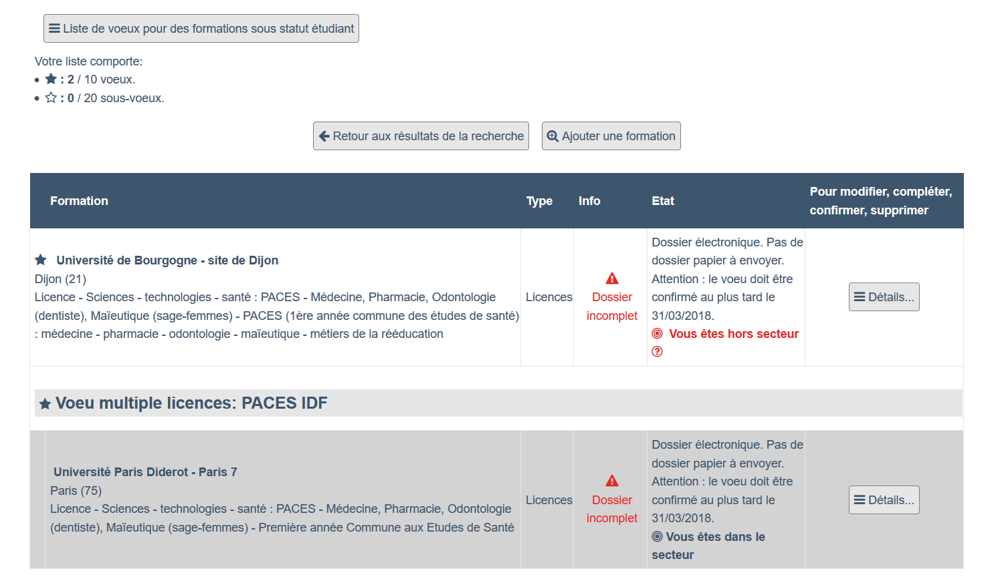 Liste de voeux pour des formations sous statut étudiant
Votre liste comporte:
• ★ : 2 / 10 voeux.
• ☆ : 0 / 20 sous-voeux.
Retour aux résultats de la recherche
Ajouter une formation
Formation
Type
Info
Etat
Pour modifier, compléter,
confirmer, supprimer
Université de Bourgogne - site de Dijon
Dijon (21)
Licence - Sciences - technologies - santé : PACES - Médecine, Pharmacie, Odontologie
(dentiste), Maïeutique (sage-femmes) - PACES (1ère année commune des études de santé)
: médecine - pharmacie - odontologie - maïeutique - métiers de la rééducation
Licences
Dossier
incomplet
Dossier électronique. Pas de
dossier papier à envoyer.
Attention : le voeu doit être
confirmé au plus tard le
31/03/2018.
Vous êtes hors secteur
?
Détails...
Voeu multiple licences: PACES IDF
Université Paris Diderot - Paris 7
Paris (75)
Licence - Sciences - technologies - santé : PACES - Médecine, Pharmacie, Odontologie
(dentiste), Maïeutique (sage-femmes) - Première année Commune aux Etudes de Santé
Licences
Dossier
incomplet
Dossier électronique. Pas de
dossier papier à envoyer.
Attention : le voeu doit être
confirmé au plus tard le
31/03/2018.
Vous êtes dans le
secteur
Détails...